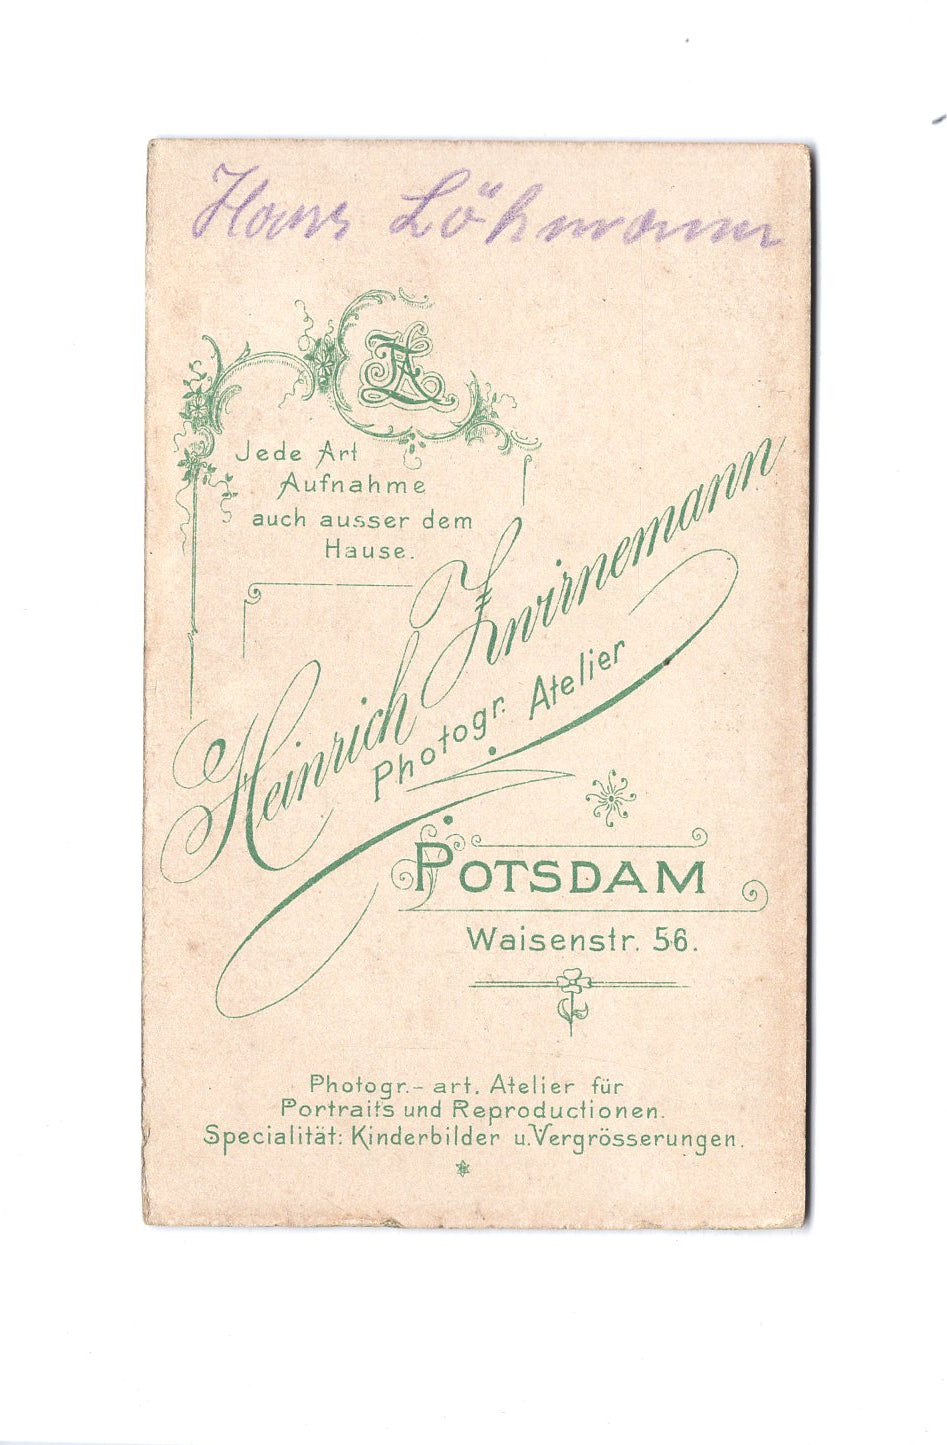 Hans Löhmann
Jede Art
Aufnahme
auch ausser dem
Hause.
Heinrich Zwirnemann
Photogr. Atelier
POTSDAM
Waisenstr. 56.
Photogr.- art. Atelier für
Portraits und Reproductionen.
Specialität: Kinderbilder u. Vergrösserungen.